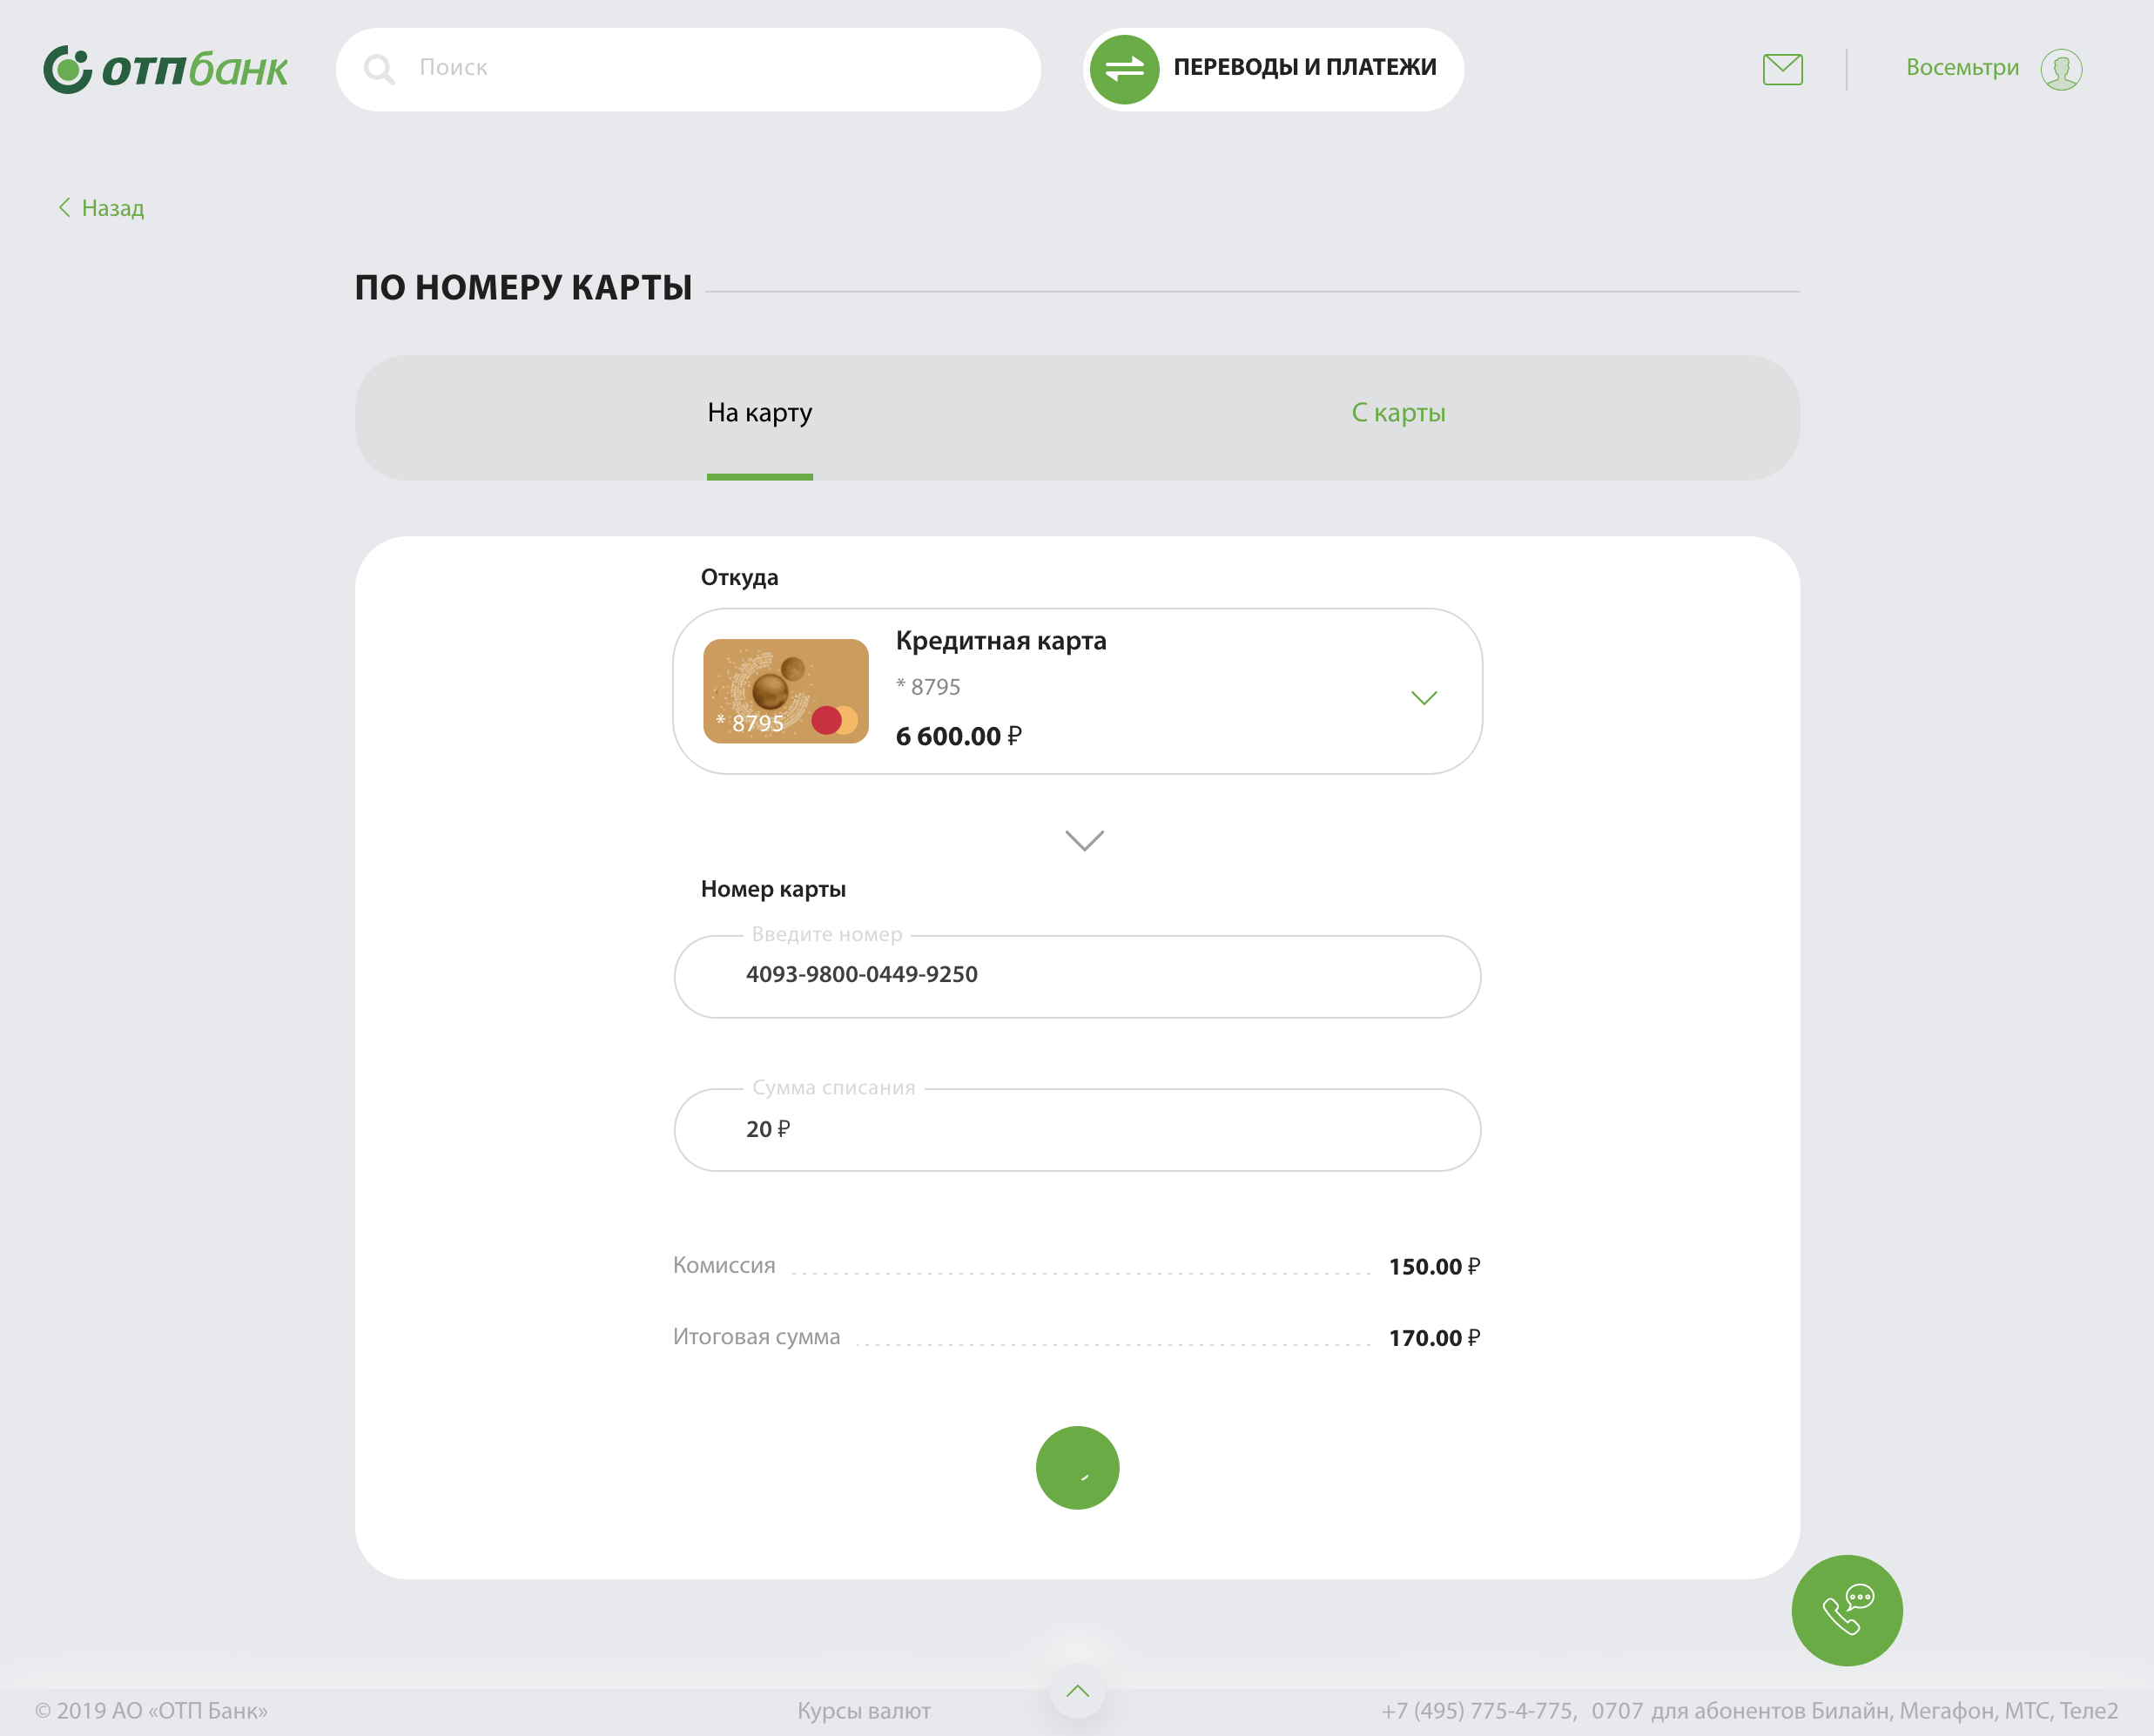 отпбанк
Поиск
ПЕРЕВОДЫ И ПЛАТЕЖИ
Восемьтри
Назад
ПО НОМЕРУ КАРТЫ
На карту
С карты
Откуда
Кредитная карта
* 8795
* 8795
6 600.00 ₽
Номер карты
Введите номер
4093-9800-0449-9250
Сумма списания
20 ₽
Комиссия 150.00 ₽
Итоговая сумма 170.00 ₽
© 2019 АО «ОТП Банк»
Курсы валют
+7 (495) 775-4-775, 0707 для абонентов Билайн, Мегафон, МТС, Теле2